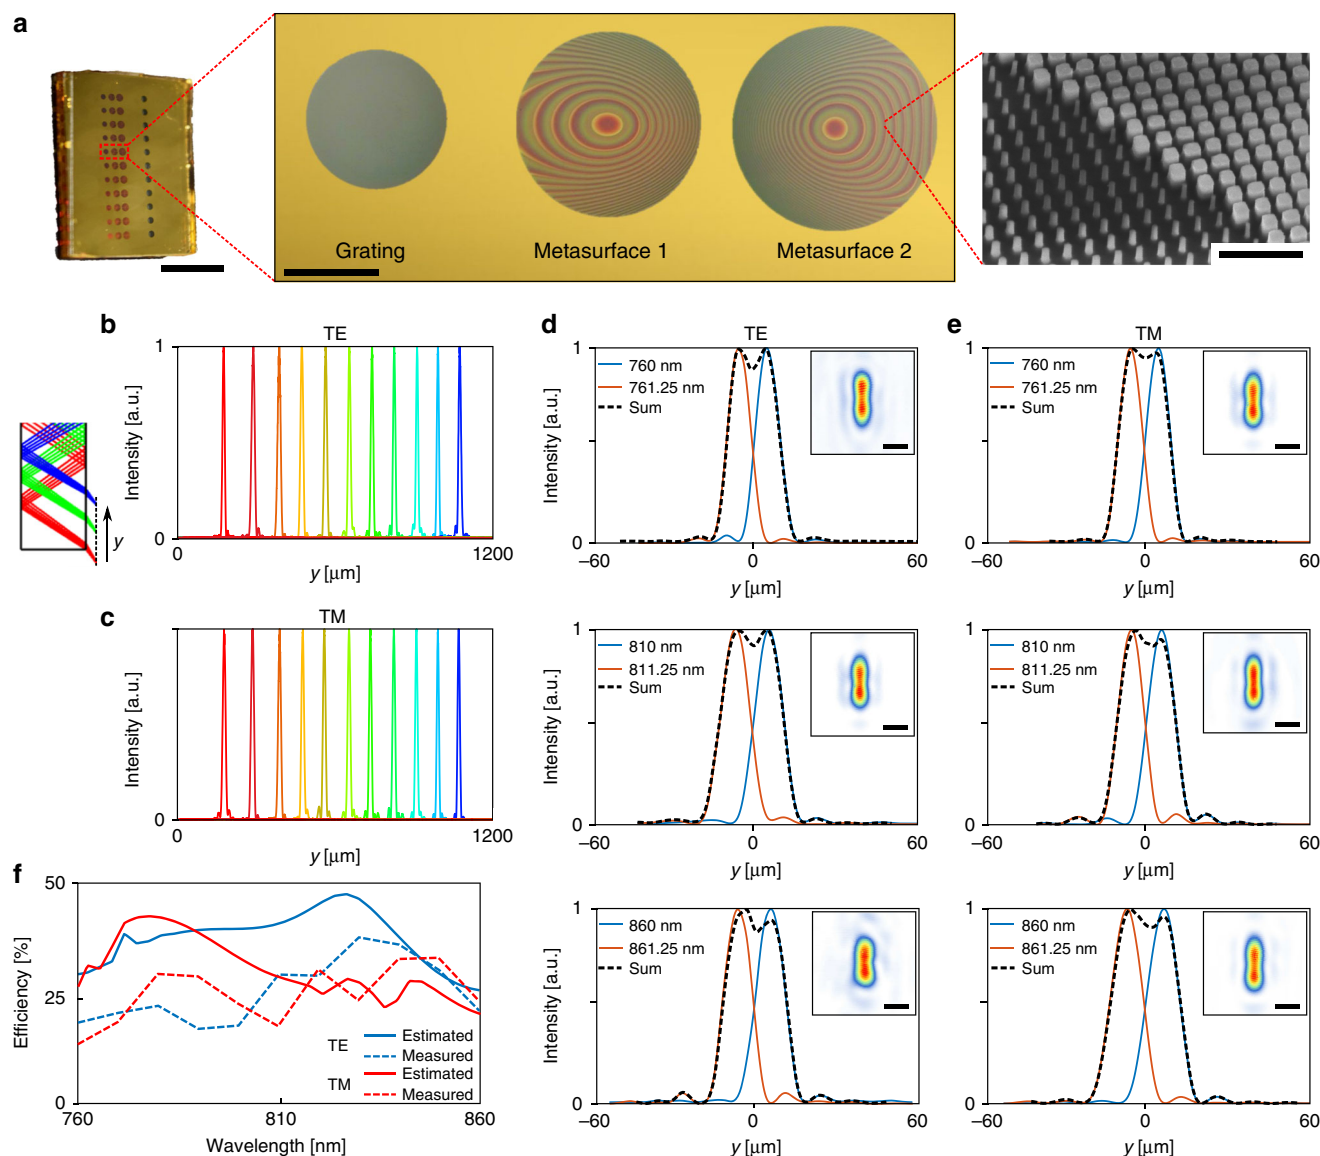 a
Grating
Metasurface 1
Metasurface 2
b
TE
1
Intensity [a.u.]
0
0
1200
y [μm]
y
c
TM
Intensity [a.u.]
0
0
1200
y [μm]
d
TE
1
760 nm
761.25 nm
Sum
Intensity [a.u.]
0
−60
0
60
y [μm]
1
810 nm
811.25 nm
Sum
Intensity [a.u.]
0
−60
0
60
y [μm]
1
860 nm
861.25 nm
Sum
Intensity [a.u.]
0
−60
0
60
y [μm]
e
TM
1
760 nm
761.25 nm
Sum
0
−60
0
60
y [μm]
1
810 nm
811.25 nm
Sum
0
−60
0
60
y [μm]
1
860 nm
861.25 nm
Sum
0
−60
0
60
y [μm]
f
50
25
0
Efficiency [%]
TE
Estimated
Measured
TM
Estimated
Measured
760
810
860
Wavelength [nm]